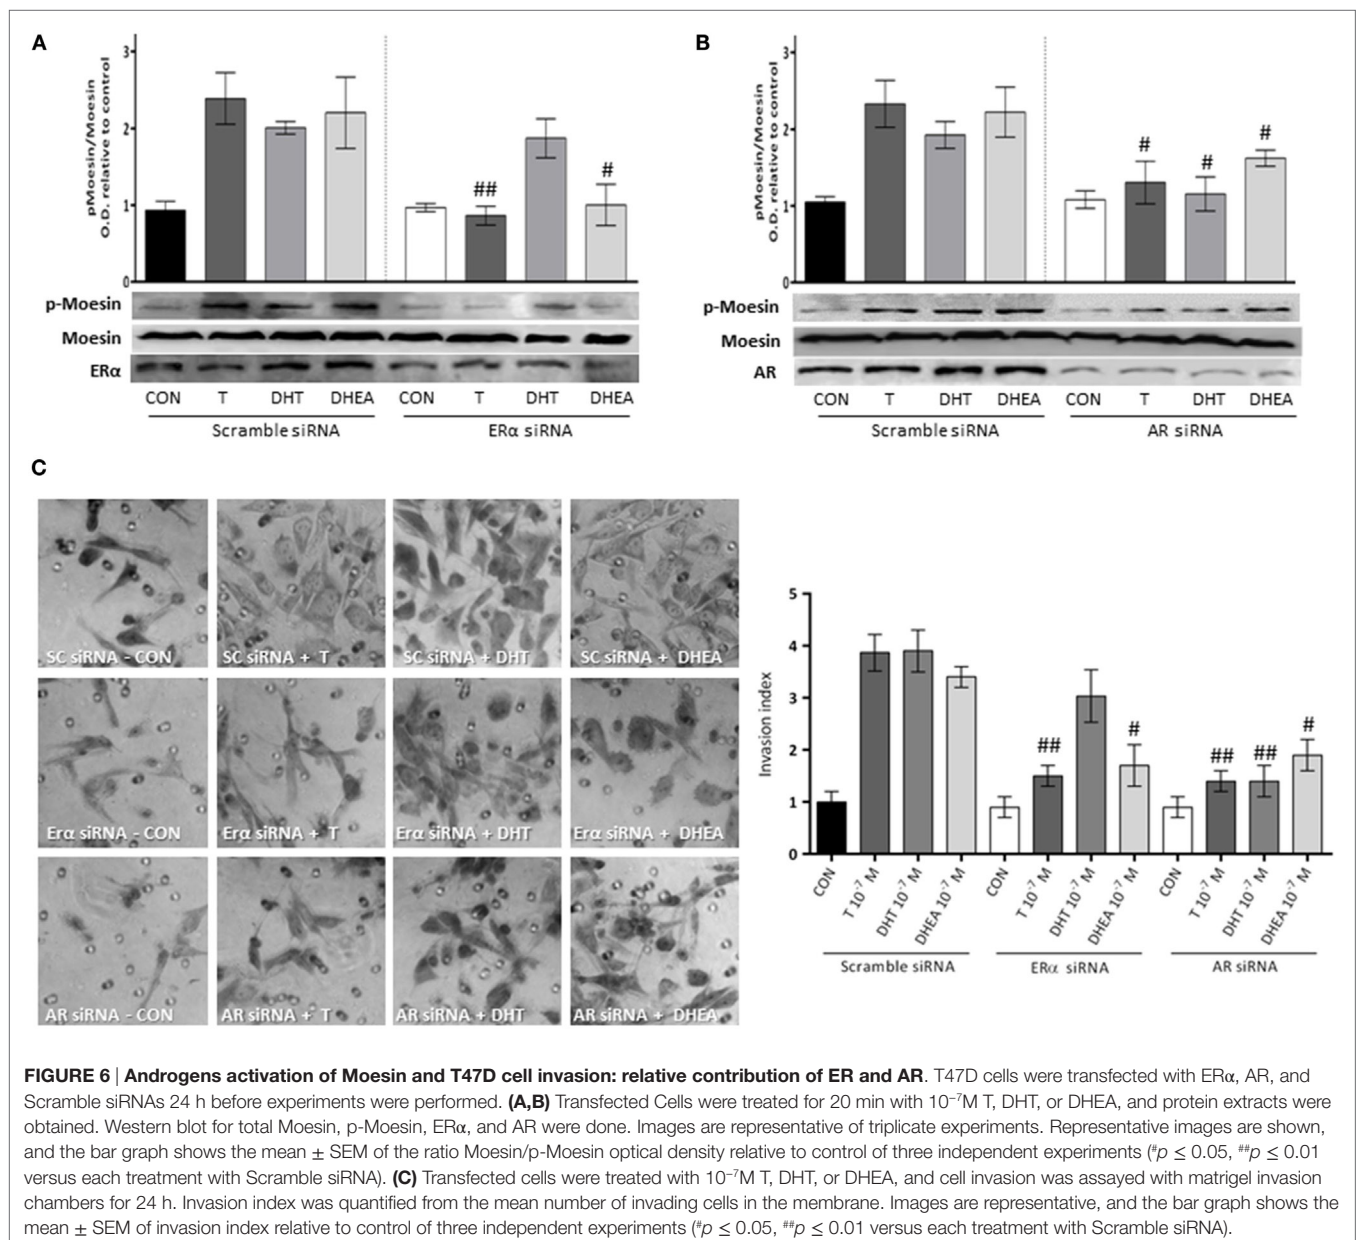 A
B
pMoesin/Moesin
O.D. relative to control
3
2
1
0
##
#
p-Moesin
Moesin
ERα
CON T DHT DHEA CON T DHT DHEA
Scramble siRNA ERα siRNA
pMoesin/Moesin
O.D. relative to control
3
2
1
0
# # #
p-Moesin
Moesin
AR
CON T DHT DHEA CON T DHT DHEA
Scramble siRNA AR siRNA
C
SC siRNA - CON SC siRNA + T SC siRNA + DHT SC siRNA + DHEA
Erα siRNA - CON Erα siRNA + T Erα siRNA + DHT Erα siRNA + DHEA
AR siRNA - CON AR siRNA + T AR siRNA + DHT AR siRNA + DHEA
Invasion index
5
4
3
2
1
0
## # ## ## #
CON T 10⁻⁷ M DHT 10⁻⁷ M DHEA 10⁻⁷ M CON T 10⁻⁷ M DHT 10⁻⁷ M DHEA 10⁻⁷ M CON T 10⁻⁷ M DHT 10⁻⁷ M DHEA 10⁻⁷ M
Scramble siRNA ERα siRNA AR siRNA
FIGURE 6 | Androgens activation of Moesin and T47D cell invasion: relative contribution of ER and AR. T47D cells were transfected with ERα, AR, and
Scramble siRNAs 24 h before experiments were performed. (A,B) Transfected Cells were treated for 20 min with 10⁻⁷M T, DHT, or DHEA, and protein extracts were
obtained. Western blot for total Moesin, p-Moesin, ERα, and AR were done. Images are representative of triplicate experiments. Representative images are shown,
and the bar graph shows the mean ± SEM of the ratio Moesin/p-Moesin optical density relative to control of three independent experiments (#p ≤ 0.05, ##p ≤ 0.01
versus each treatment with Scramble siRNA). (C) Transfected cells were treated with 10⁻⁷M T, DHT, or DHEA, and cell invasion was assayed with matrigel invasion
chambers for 24 h. Invasion index was quantified from the mean number of invading cells in the membrane. Images are representative, and the bar graph shows the
mean ± SEM of invasion index relative to control of three independent experiments (#p ≤ 0.05, ##p ≤ 0.01 versus each treatment with Scramble siRNA).